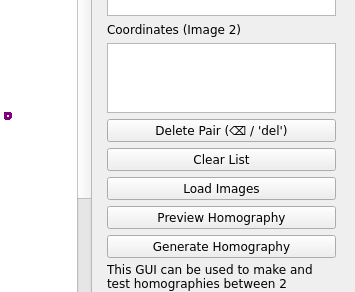 Coordinates (Image 2)
Delete Pair (⌫ / 'del')
Clear List
Load Images
Preview Homography
Generate Homography
This GUI can be used to make and
test homographies between 2